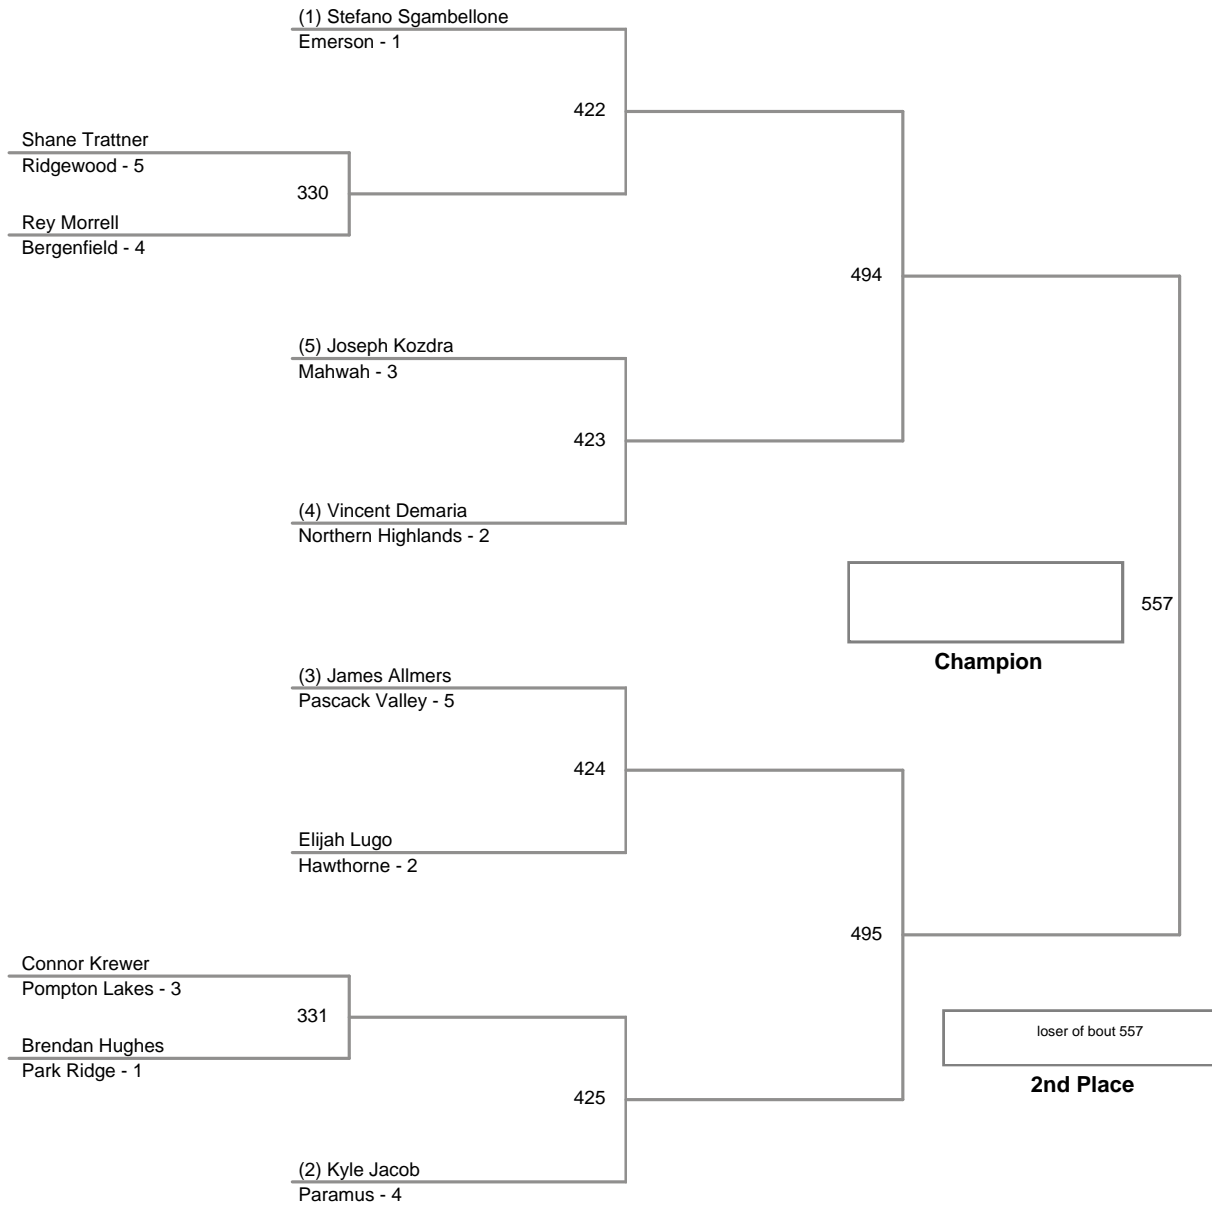 (1) Stefano Sgambellone
Emerson - 1
422
Shane Trattner
Ridgewood - 5
330
Rey Morrell
Bergenfield - 4
494
(5) Joseph Kozdra
Mahwah - 3
423
(4) Vincent Demaria
Northern Highlands - 2
557
Champion
(3) James Allmers
Pascack Valley - 5
424
Elijah Lugo
Hawthorne - 2
495
Connor Krewer
Pompton Lakes - 3
331
Brendan Hughes
Park Ridge - 1
loser of bout 557
2nd Place
425
(2) Kyle Jacob
Paramus - 4